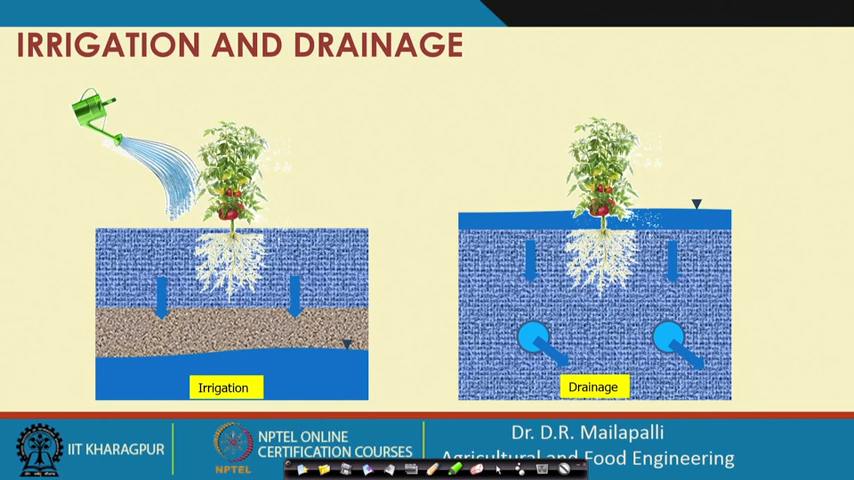 IRRIGATION AND DRAINAGE
Irrigation
Drainage
IIT KHARAGPUR
NPTEL
NPTEL ONLINE
CERTIFICATION COURSES
Dr. D.R. Mailapalli
Agricultural and Food Engineering